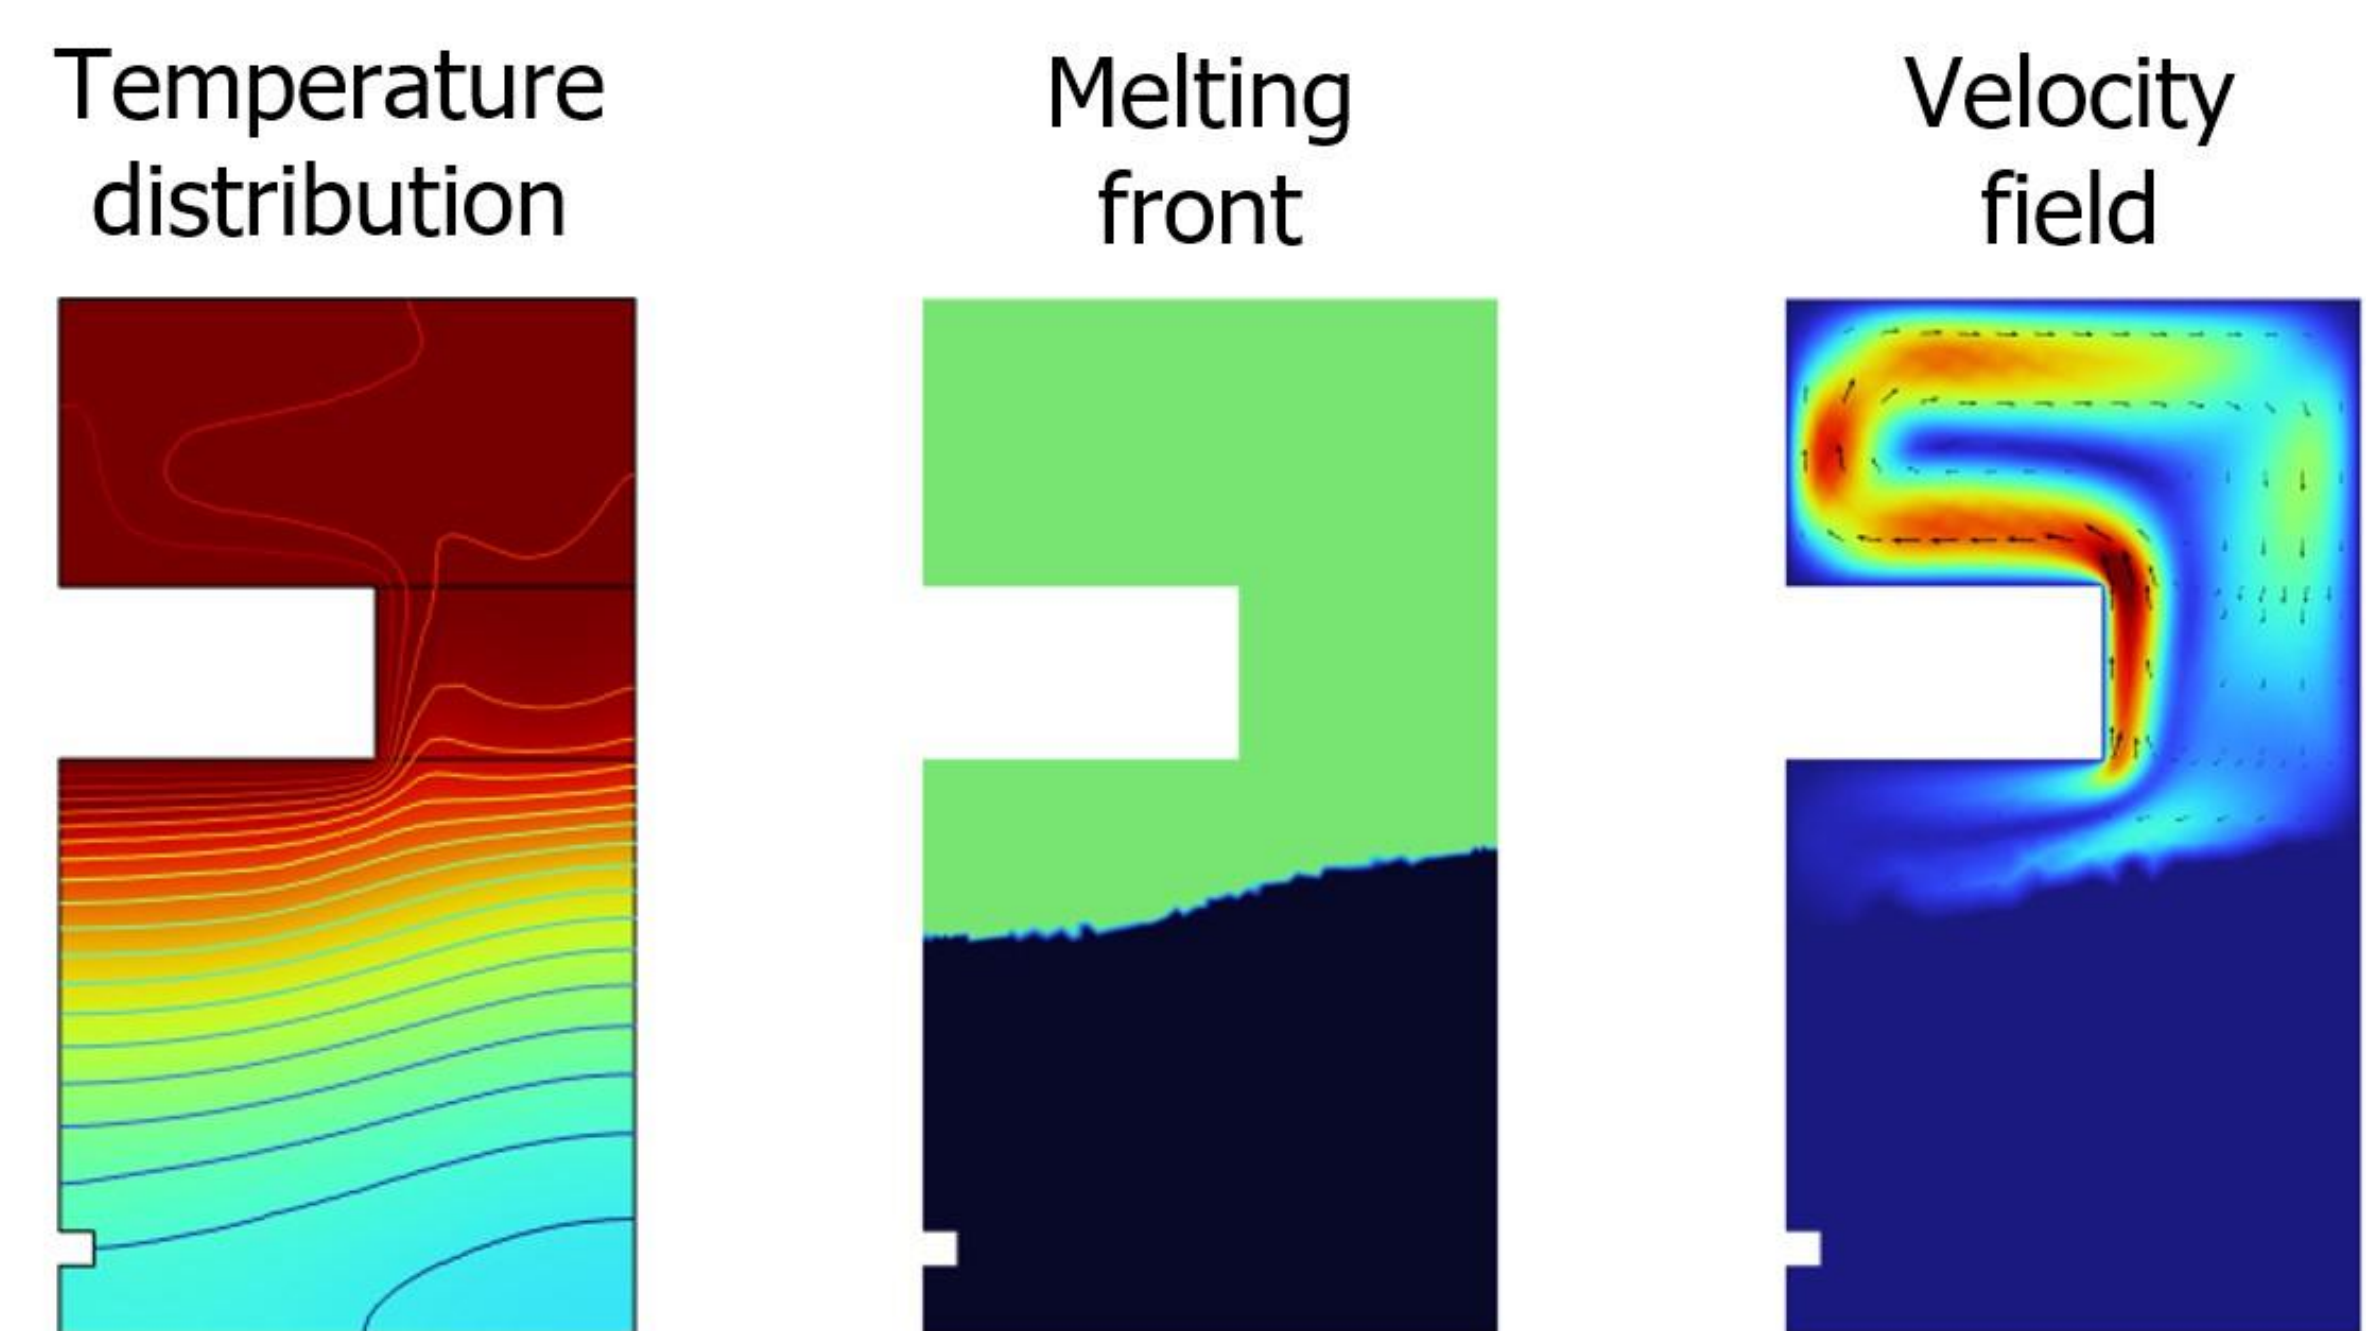 Temperature
distribution
Melting
front
Velocity
field